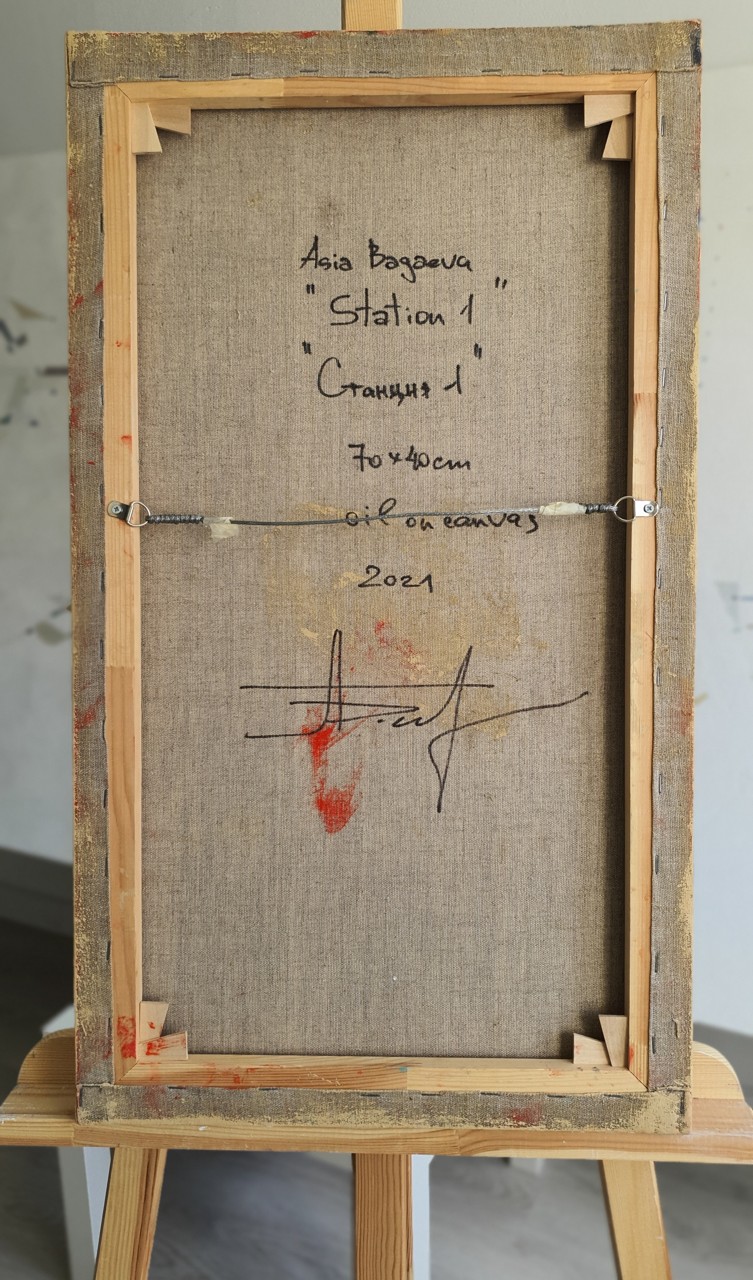 Asia Bagaeva
"Station 1"
"Станция 1"
70×40cm
oil on canvas
2021